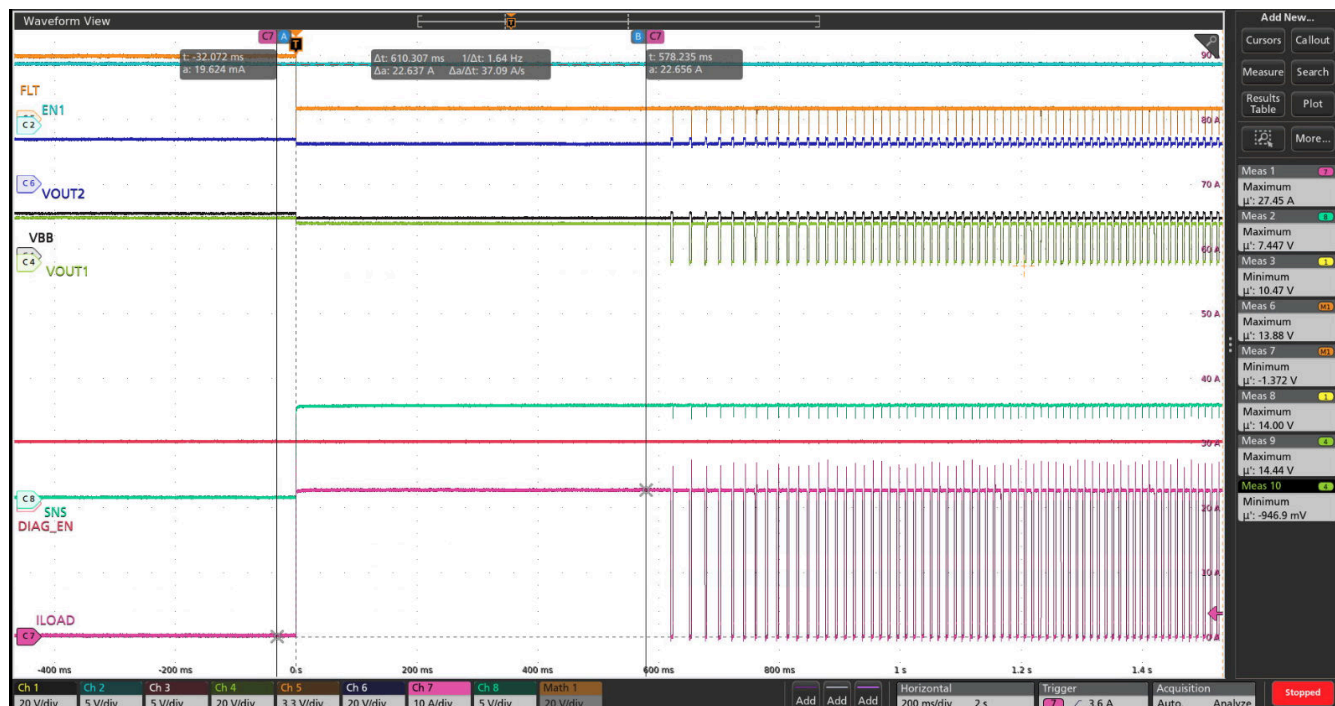 Waveform View
Add New...
Cursors Callout
Measure Search
Results Table Plot
More...
C7 A T B C7
t: -32.072 ms
a: 19.624 mA
Δt: 610.307 ms 1/Δt: 1.64 Hz
Δa: 22.637 A Δa/Δt: 37.09 A/s
t: 578.235 ms
a: 22.656 A
FLT
EN1
C2
80 A
C6
VOUT2
70 A
VBB
C4
VOUT1
60 A
50 A
40 A
30 A
C8
SNS
DIAG_EN
20 A
10 A
ILOAD
C7
0 A
-400 ms -200 ms 0 s 200 ms 400 ms 600 ms 800 ms 1 s 1.2 s 1.4 s
Meas 1 7
Maximum
µ': 27.45 A
Meas 2 8
Maximum
µ': 7.447 V
Meas 3 1
Minimum
µ': 10.47 V
Meas 6 M1
Maximum
µ': 13.88 V
Meas 7 M1
Minimum
µ': -1.372 V
Meas 8 1
Maximum
µ': 14.00 V
Meas 9 4
Maximum
µ': 14.44 V
Meas 10 4
Minimum
µ': -946.9 mV
Ch 1 Ch 2 Ch 3 Ch 4 Ch 5 Ch 6 Ch 7 Ch 8 Math 1
20 V/div 5 V/div 5 V/div 20 V/div 3.3 V/div 20 V/div 10 A/div 5 V/div 20 V/div
Add Add Add
Horizontal
200 ms/div 2 s
Trigger
7 3.6 A
Acquisition
Auto, Analyze
Stopped